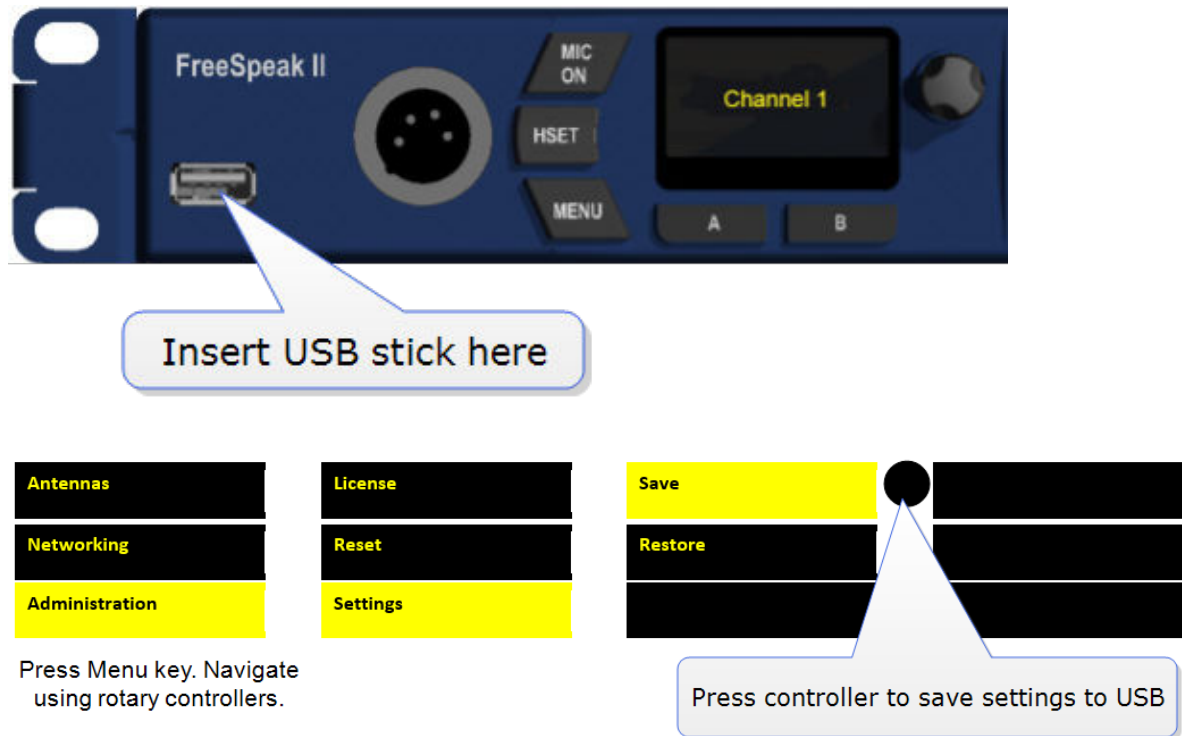 FreeSpeak II
MIC
ON
HSET
MENU
Channel 1
A
B
Insert USB stick here
Antennas
License
Save
Networking
Reset
Restore
Administration
Settings
Press Menu key. Navigate
using rotary controllers.
Press controller to save settings to USB